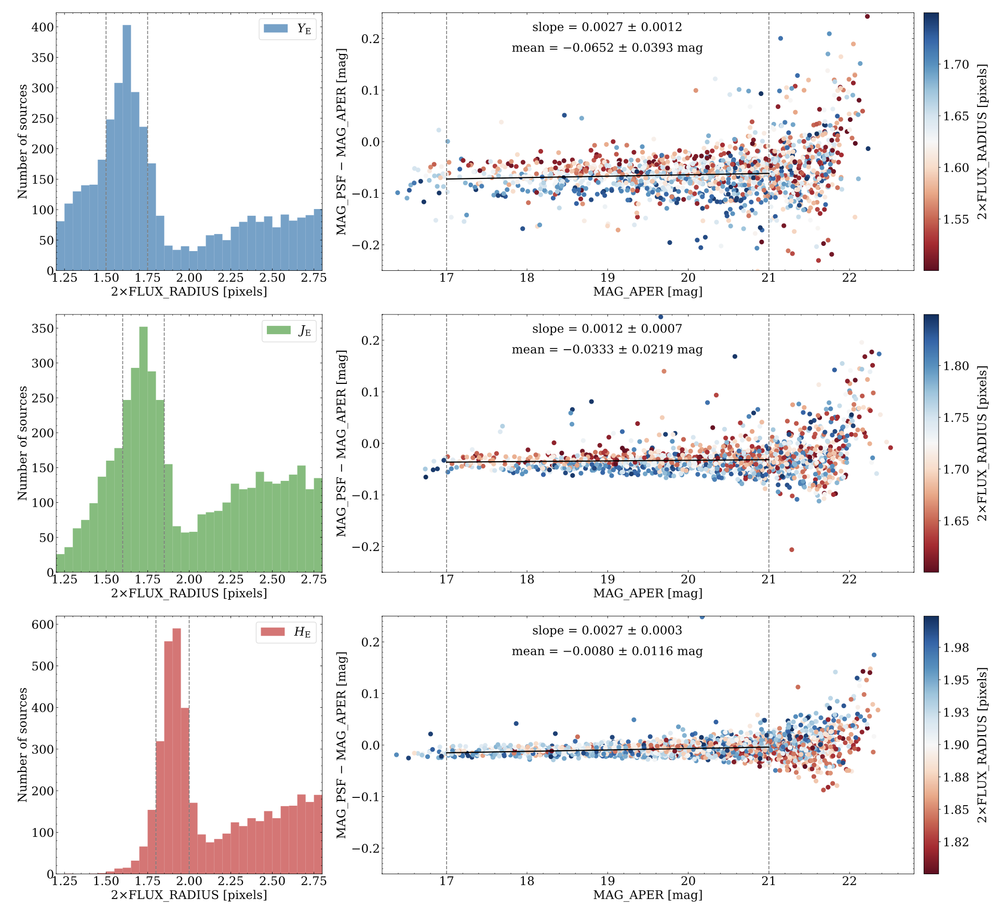 400
350
300
250
200
150
100
50
0
Number of sources
Y_E
1.25 1.50 1.75 2.00 2.25 2.50 2.75
2×FLUX_RADIUS [pixels]
slope = 0.0027 ± 0.0012
mean = −0.0652 ± 0.0393 mag
0.2
0.1
0.0
−0.1
−0.2
MAG_PSF − MAG_APER [mag]
17 18 19 20 21 22
MAG_APER [mag]
1.70
1.65
1.60
1.55
2×FLUX_RADIUS [pixels]
350
300
250
200
150
100
50
0
Number of sources
J_E
1.25 1.50 1.75 2.00 2.25 2.50 2.75
2×FLUX_RADIUS [pixels]
slope = 0.0012 ± 0.0007
mean = −0.0333 ± 0.0219 mag
0.2
0.1
0.0
−0.1
−0.2
MAG_PSF − MAG_APER [mag]
17 18 19 20 21 22
MAG_APER [mag]
1.80
1.75
1.70
1.65
2×FLUX_RADIUS [pixels]
600
500
400
300
200
100
0
Number of sources
H_E
1.25 1.50 1.75 2.00 2.25 2.50 2.75
2×FLUX_RADIUS [pixels]
slope = 0.0027 ± 0.0003
mean = −0.0080 ± 0.0116 mag
0.2
0.1
0.0
−0.1
−0.2
MAG_PSF − MAG_APER [mag]
17 18 19 20 21 22
MAG_APER [mag]
1.98
1.95
1.93
1.90
1.88
1.85
1.82
2×FLUX_RADIUS [pixels]